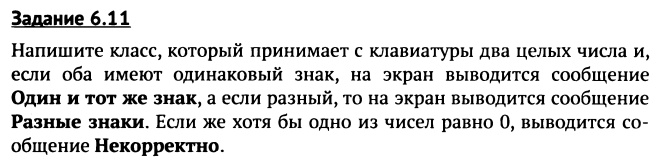 Задание 6.11
Напишите класс, который принимает с клавиатуры два целых числа и,
если оба имеют одинаковый знак, на экран выводится сообщение
Один и тот же знак, а если разный, то на экран выводится сообщение
Разные знаки. Если же хотя бы одно из чисел равно 0, выводится со-
общение Некорректно.